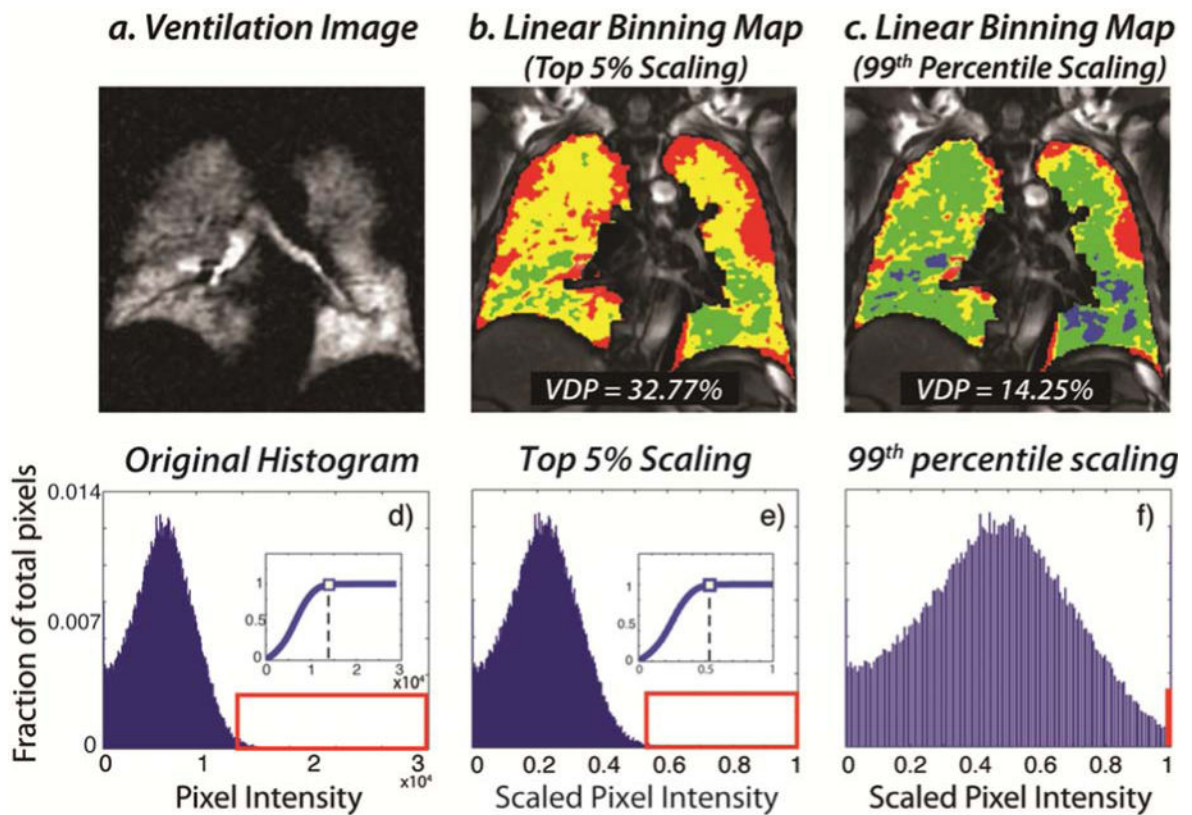 a. Ventilation Image
b. Linear Binning Map
(Top 5% Scaling)
c. Linear Binning Map
(99th Percentile Scaling)
VDP = 32.77%
VDP = 14.25%
Original Histogram
Top 5% Scaling
99th percentile scaling
Fraction of total pixels
0.014
0.007
0
d)
1
0.5
0
0 1 2 3
×10⁴
0 1 2 3
×10⁴
Pixel Intensity
e)
1
0.5
0
0 0.5 1
0 0.2 0.4 0.6 0.8 1
Scaled Pixel Intensity
f)
0 0.2 0.4 0.6 0.8 1
Scaled Pixel Intensity